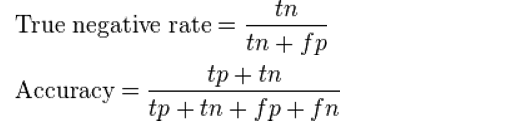 True negative rate = tn / (tn + fp)
Accuracy = (tp + tn) / (tp + tn + fp + fn)